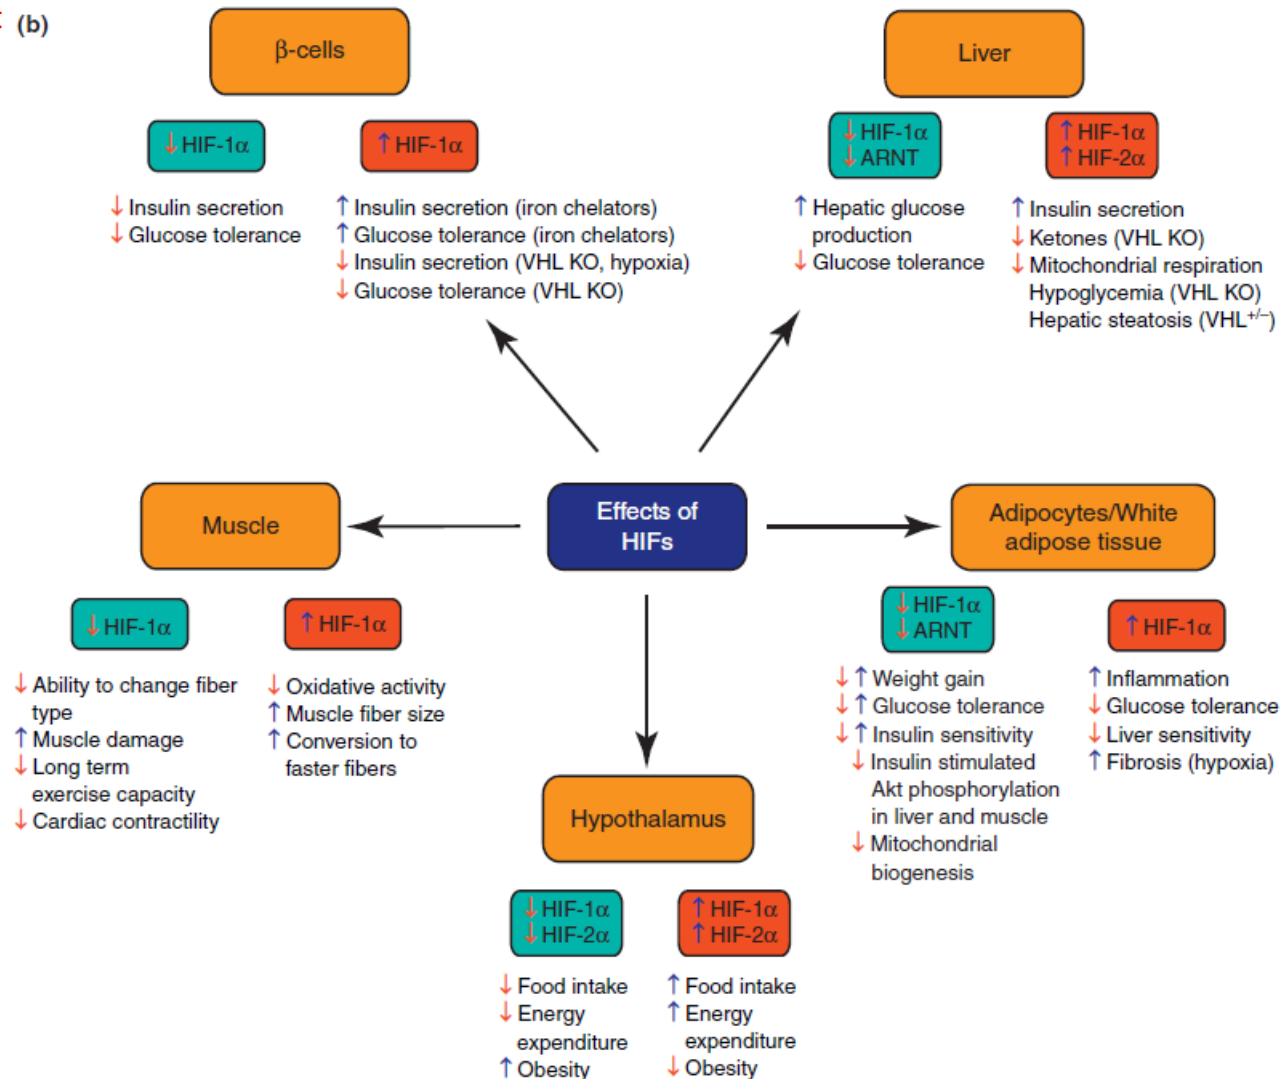 (b)
β-cells
↓HIF-1α
↑HIF-1α
↓Insulin secretion
↓Glucose tolerance
↑Insulin secretion (iron chelators)
↑Glucose tolerance (iron chelators)
↓Insulin secretion (VHL KO, hypoxia)
↓Glucose tolerance (VHL KO)
Liver
↓HIF-1α
↓ARNT
↑HIF-1α
↑HIF-2α
↑Hepatic glucose
production
↓Glucose tolerance
↑Insulin secretion
↓Ketones (VHL KO)
↓Mitochondrial respiration
Hypoglycemia (VHL KO)
Hepatic steatosis (VHL+/–)
Effects of
HIFs
Muscle
↓HIF-1α
↑HIF-1α
↓Ability to change fiber
type
↑Muscle damage
↓Long term
exercise capacity
↓Cardiac contractility
↓Oxidative activity
↑Muscle fiber size
↑Conversion to
faster fibers
Adipocytes/White
adipose tissue
↓HIF-1α
↓ARNT
↑HIF-1α
↓↑Weight gain
↓↑Glucose tolerance
↓↑Insulin sensitivity
↓Insulin stimulated
Akt phosphorylation
in liver and muscle
↓Mitochondrial
biogenesis
↑Inflammation
↓Glucose tolerance
↓Liver sensitivity
↑Fibrosis (hypoxia)
Hypothalamus
↓HIF-1α
↓HIF-2α
↑HIF-1α
↑HIF-2α
↓Food intake
↓Energy
expenditure
↑Obesity
↑Food intake
↑Energy
expenditure
↓Obesity